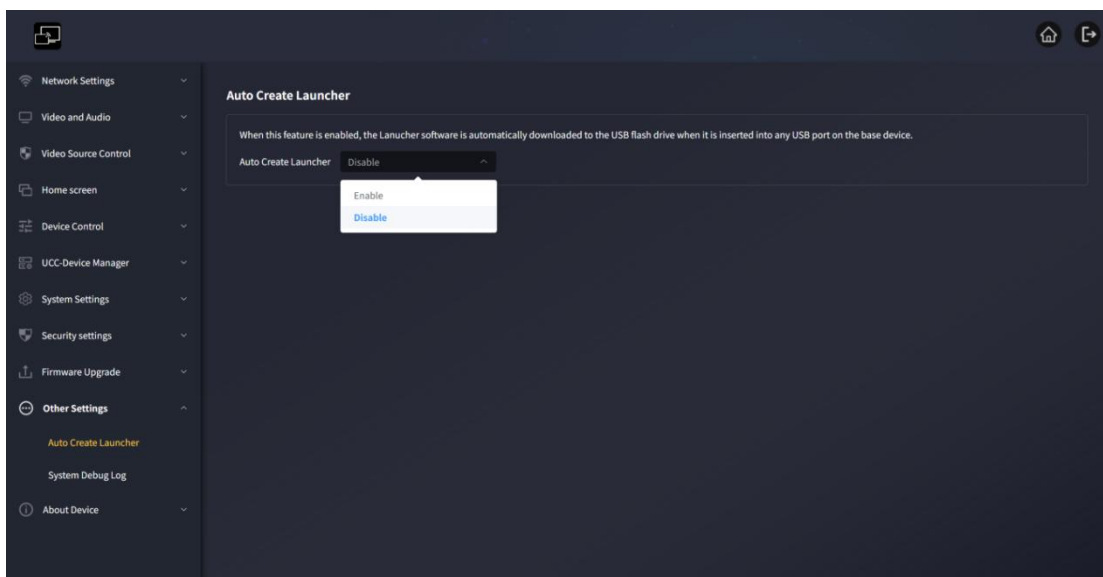 Network Settings
Video and Audio
Video Source Control
Home screen
Device Control
UCC-Device Manager
System Settings
Security settings
Firmware Upgrade
Other Settings
Auto Create Launcher
System Debug Log
About Device
Auto Create Launcher
When this feature is enabled, the Lanucher software is automatically downloaded to the USB flash drive when it is inserted into any USB port on the base device.
Auto Create Launcher Disable
Enable
Disable